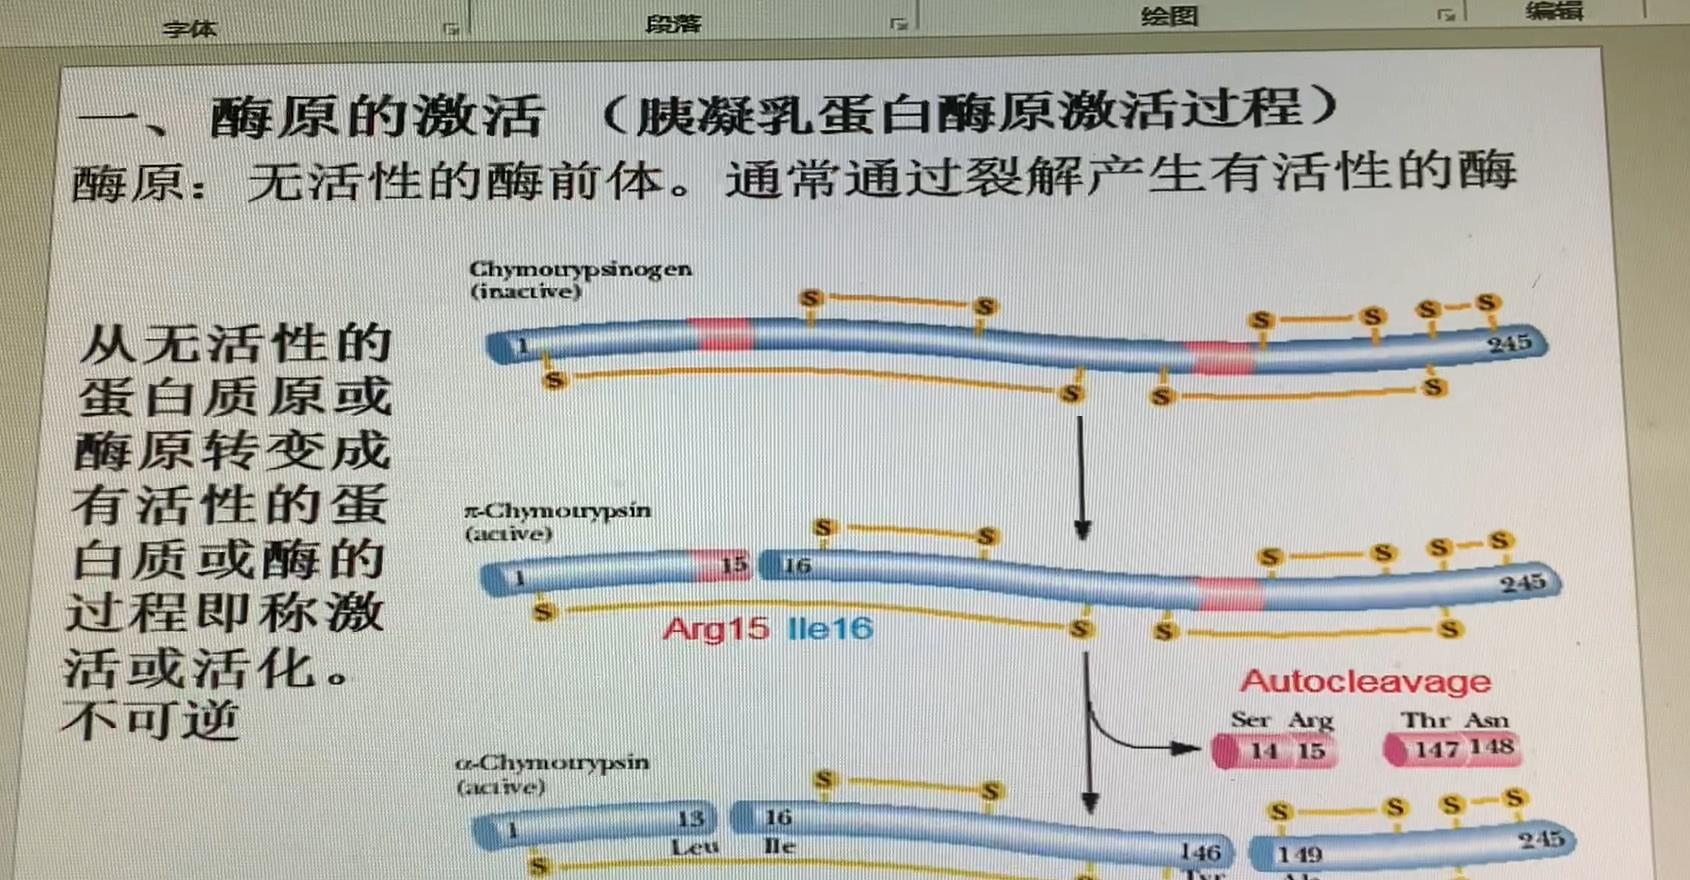 字体 段落 绘图 编辑
一、酶原的激活 （胰凝乳蛋白酶原激活过程）
酶原：无活性的酶前体。通常通过裂解产生有活性的酶
从无活性的
蛋白质原或
酶原转变成
有活性的蛋
白质或酶的
过程即称激
活或活化。
不可逆
Chymotrypsinogen
(inactive)
S S S S S S
1 245
S S S S
π-Chymotrypsin
(active)
S S S S S S
1 15 16 245
S S S S
Arg15 Ile16
Autocleavage
Ser Arg Thr Asn
14 15 147 148
α-Chymotrypsin
(active)
S S S S S S
1 13 16 146 149 245
Leu Ile Tyr
S